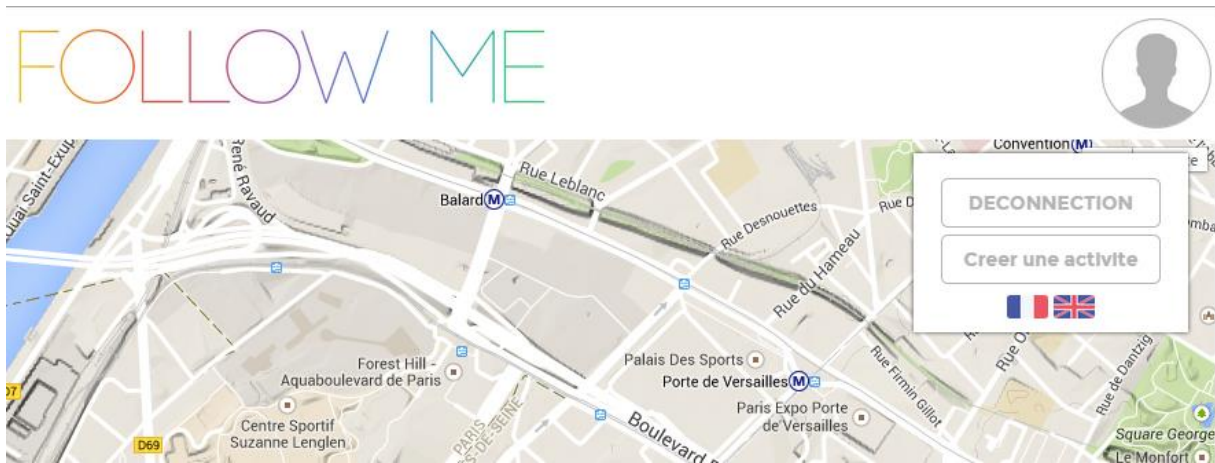 FOLLOW ME
Quai Saint-Exup
René Ravaud
Balard M
Rue Leblanc
Rue Desnouettes
Rue du Hameau
Convention M
Rue D
DECONNECTION
Creer une activite
Forest Hill -
Aquaboulevard de Paris
Palais Des Sports
Porte de Versailles M
Paris Expo Porte
de Versailles
Rue Firmin Gillot
Rue de Dantzig
Centre Sportif
Suzanne Lenglen
D69
PARIS
Boulevard
Square George
Le Monfort